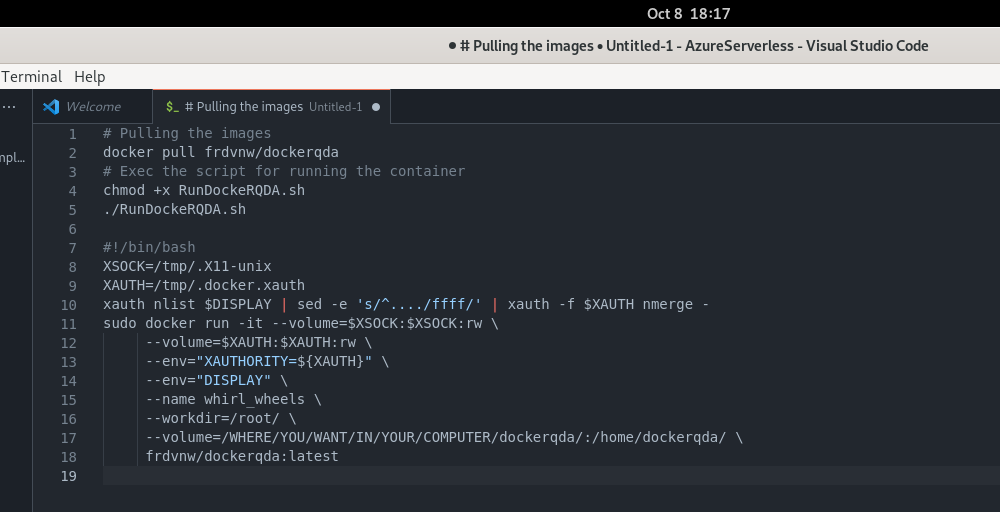 Oct 8 18:17
● # Pulling the images • Untitled-1 - AzureServerless - Visual Studio Code
Terminal Help
... Welcome $_ # Pulling the images Untitled-1 ●
mpl...
1 # Pulling the images
2 docker pull frdvnw/dockerqda
3 # Exec the script for running the container
4 chmod +x RunDockeRQDA.sh
5 ./RunDockeRQDA.sh
6
7 #!/bin/bash
8 XSOCK=/tmp/.X11-unix
9 XAUTH=/tmp/.docker.xauth
10 xauth nlist $DISPLAY | sed -e 's/^..../ffff/' | xauth -f $XAUTH nmerge -
11 sudo docker run -it --volume=$XSOCK:$XSOCK:rw \
12 --volume=$XAUTH:$XAUTH:rw \
13 --env="XAUTHORITY=${XAUTH}" \
14 --env="DISPLAY" \
15 --name whirl_wheels \
16 --workdir=/root/ \
17 --volume=/WHERE/YOU/WANT/IN/YOUR/COMPUTER/dockerqda/:/home/dockerqda/ \
18 frdvnw/dockerqda:latest
19